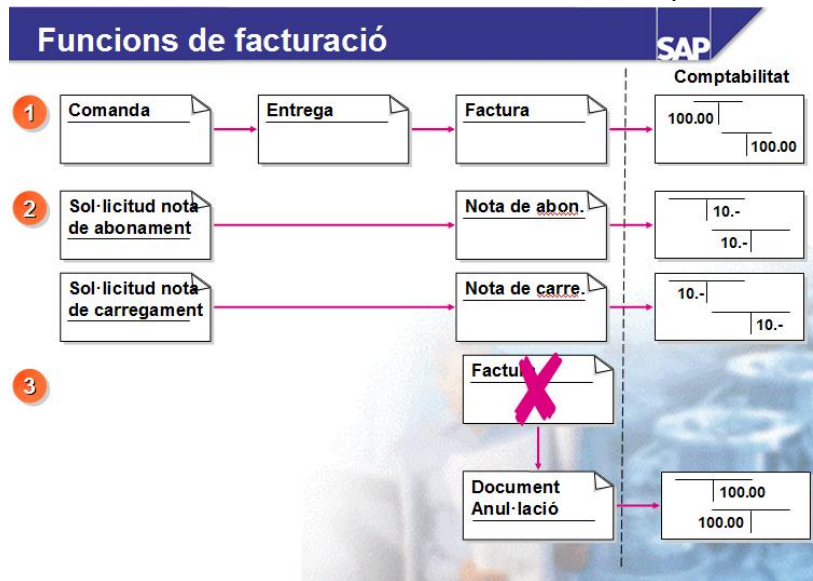 Funcions de facturació
SAP
Comptabilitat
1
Comanda
Entrega
Factura
100.00
100.00
2
Sol·licitud nota
de abonament
Nota de abon.
10.-
10.-
Sol·licitud nota
de carregament
Nota de carre.
10.-
10.-
3
Factura
Document
Anul·lació
100.00
100.00